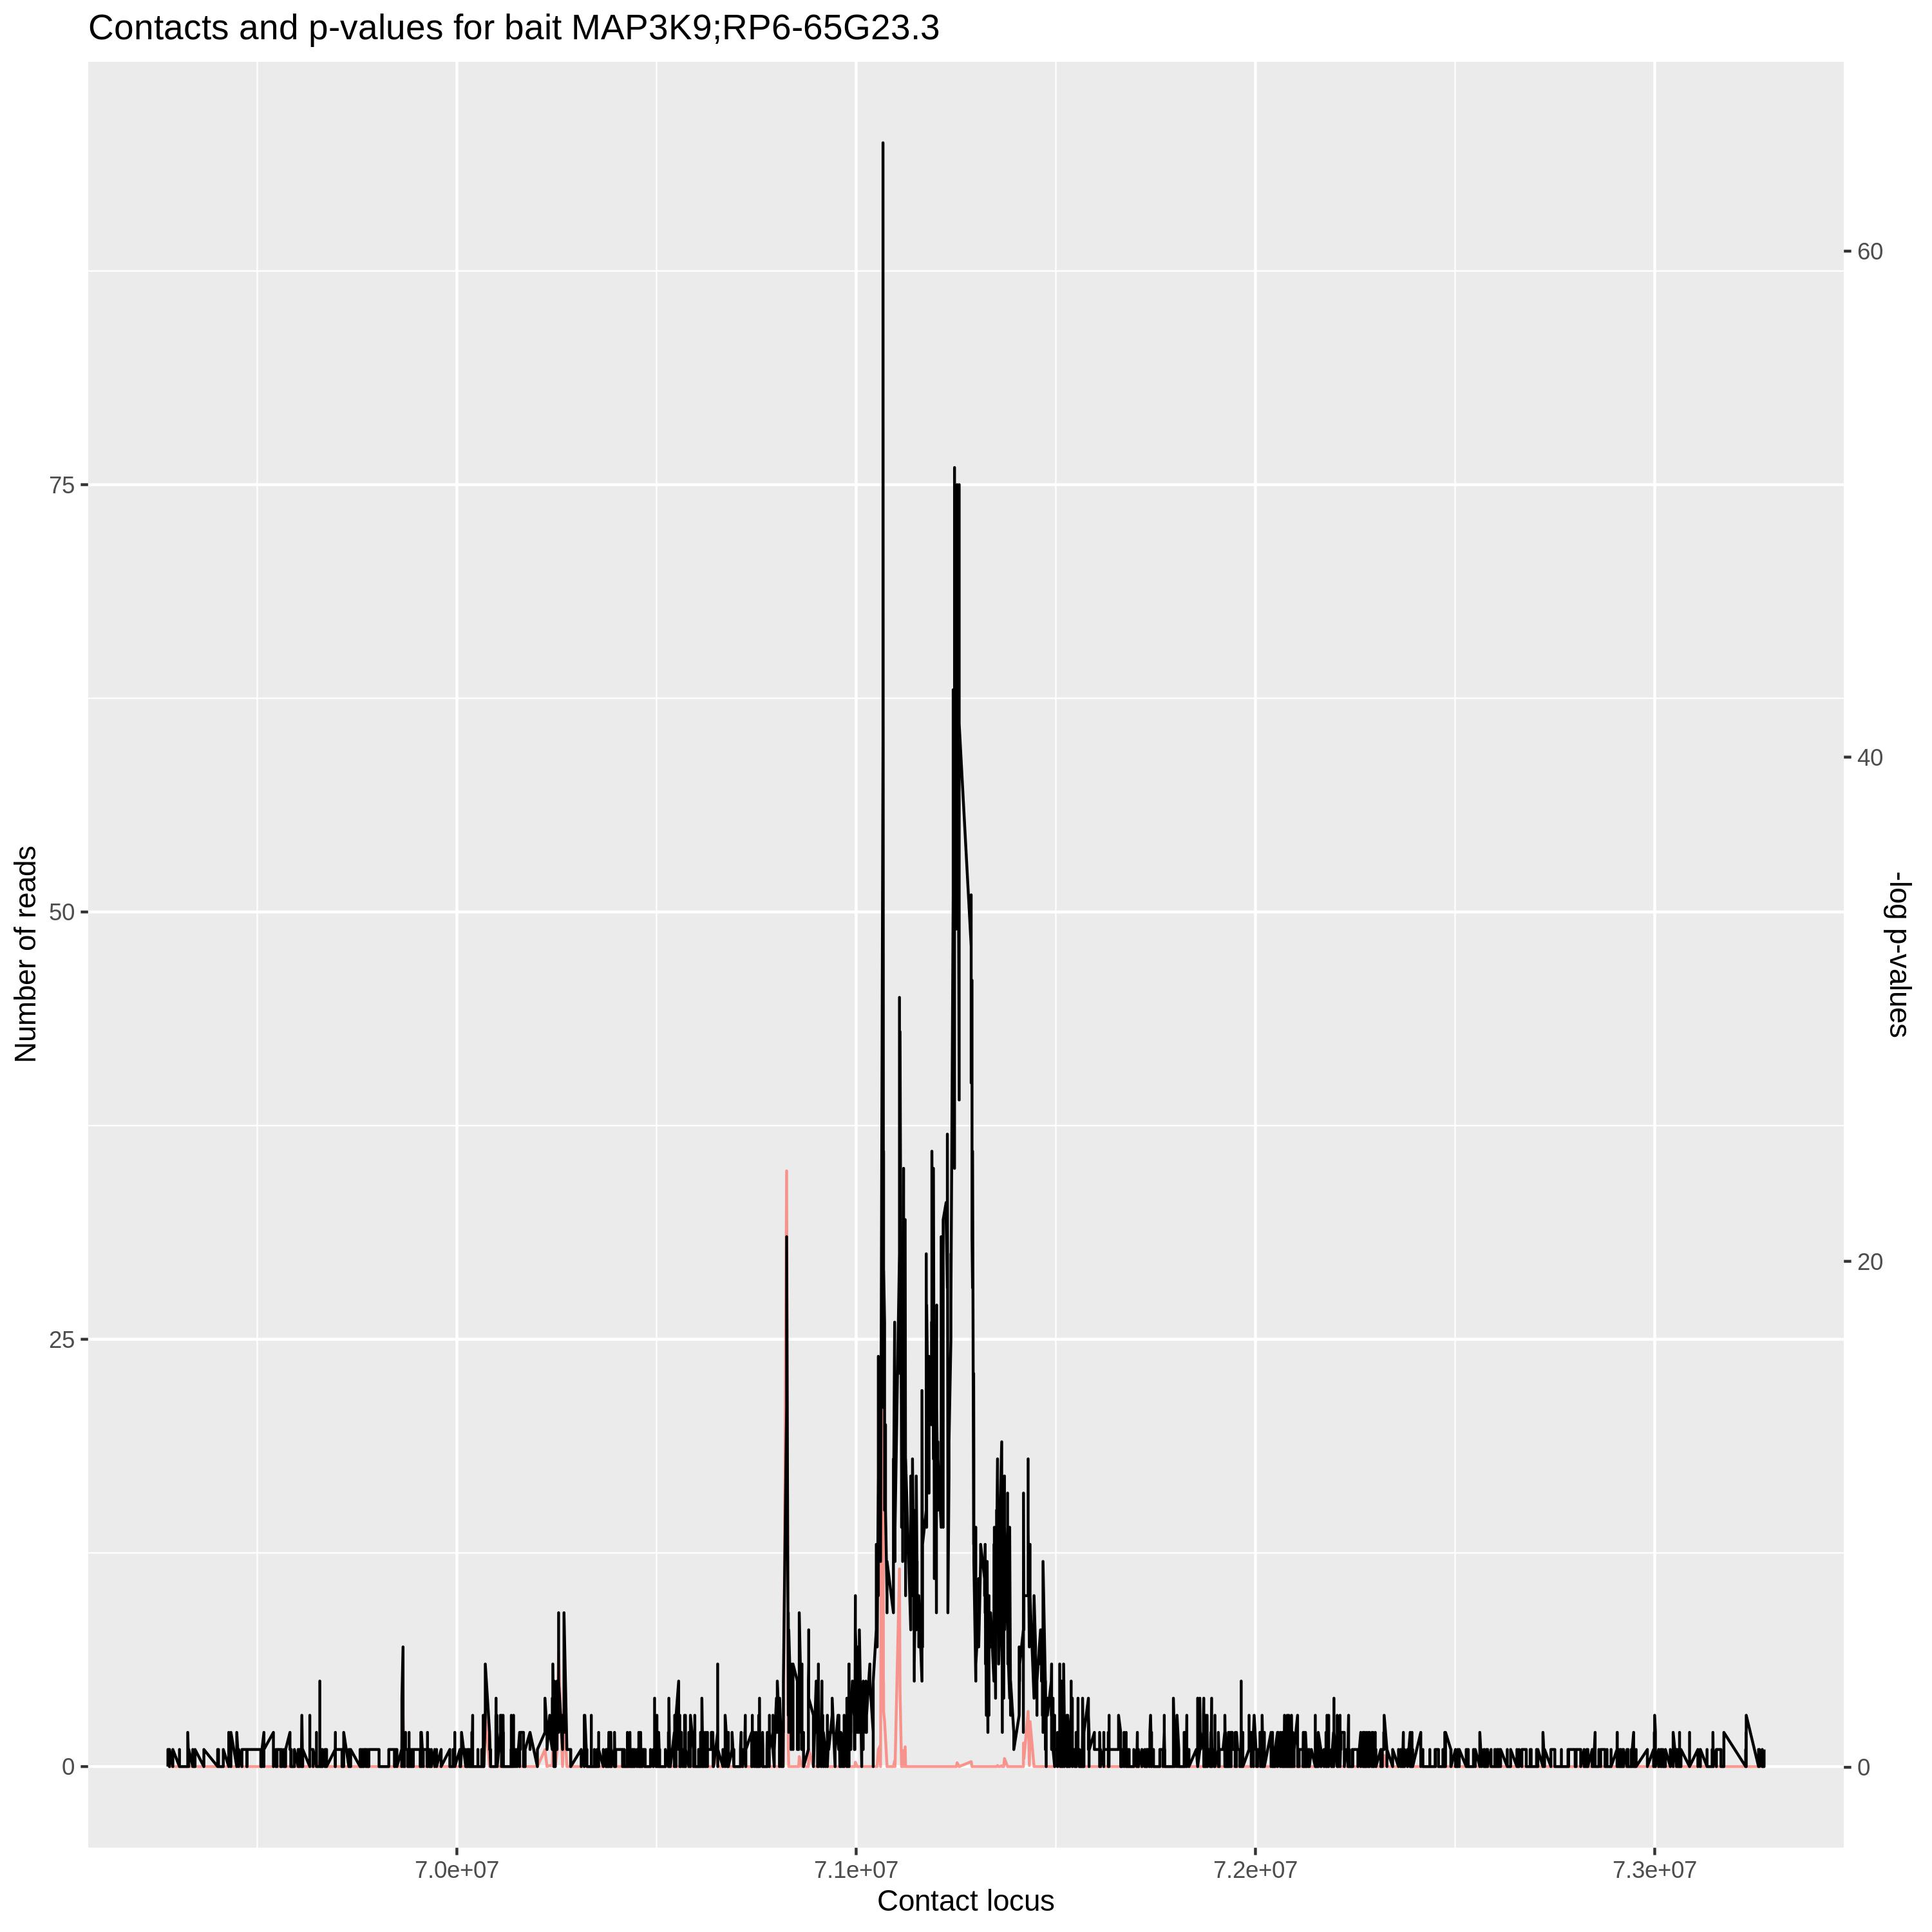 Contacts and p-values for bait MAP3K9;RP6-65G23.3
Number of reads
75
50
25
0
60
40
20
0
-log p-values
7.0e+07 7.1e+07 7.2e+07 7.3e+07
Contact locus